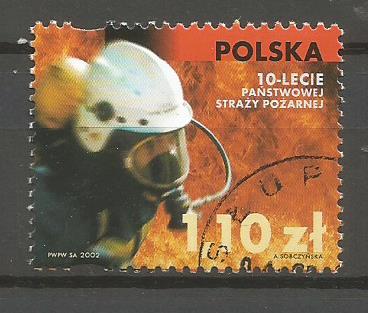 POLSKA
10-LECIE
PAŃSTWOWEJ
STRAŻY POŻARNEJ
1,10 zł
PWPW SA 2002
A. SOBCZYŃSKA